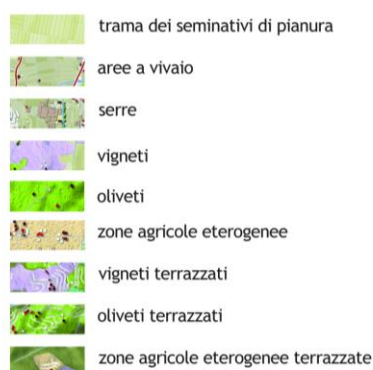 trama dei seminativi di pianura
aree a vivaio
serre
vigneti
oliveti
zone agricole eterogenee
vigneti terrazzati
oliveti terrazzati
zone agricole eterogenee terrazzate